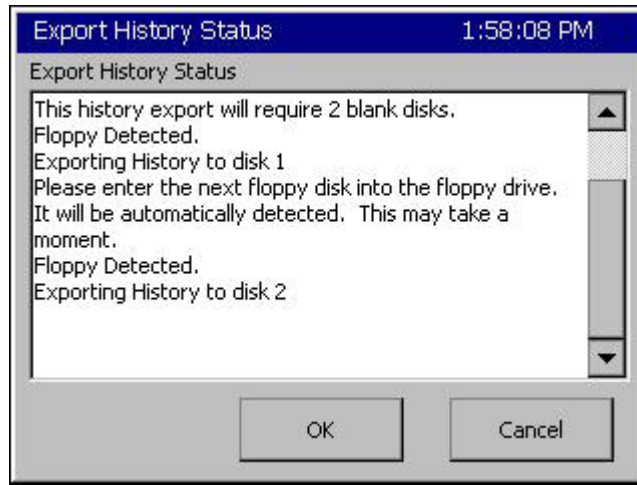 Export History Status 1:58:08 PM
Export History Status
This history export will require 2 blank disks.
Floppy Detected.
Exporting History to disk 1
Please enter the next floppy disk into the floppy drive.
It will be automatically detected.  This may take a
moment.
Floppy Detected.
Exporting History to disk 2
OK Cancel